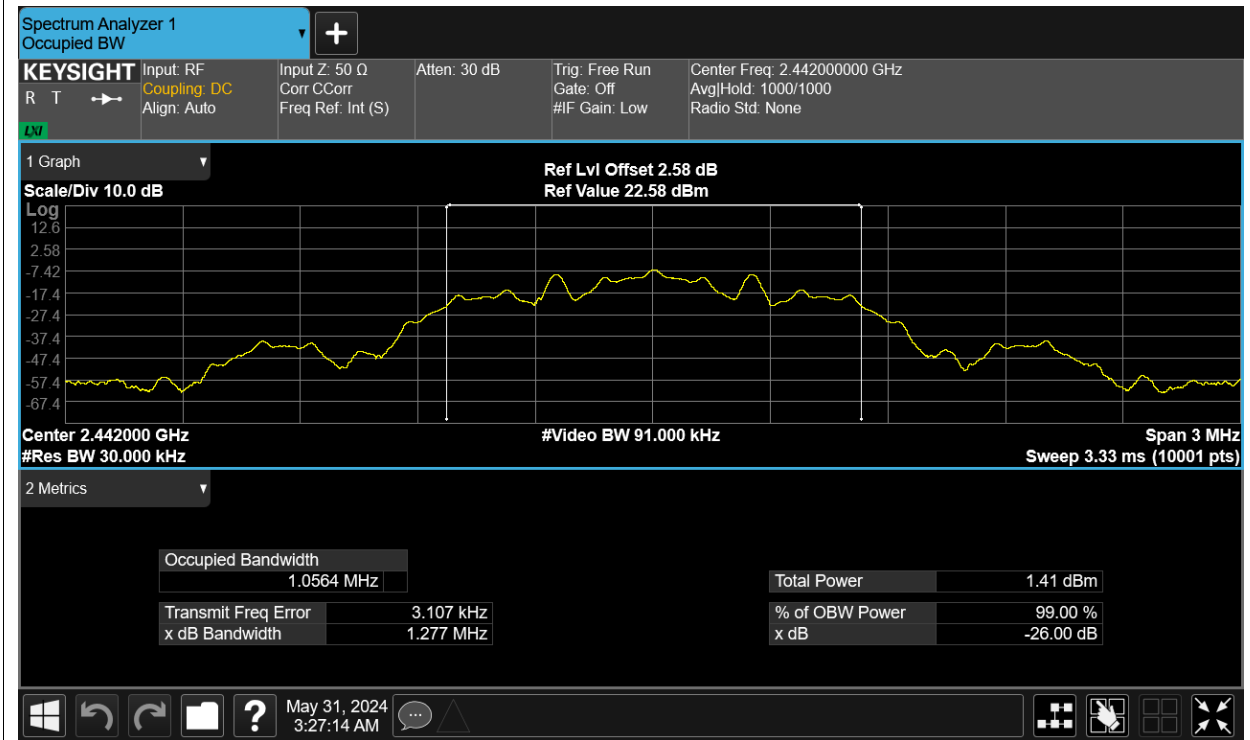 Spectrum Analyzer 1
Occupied BW
KEYSIGHT
R T
LXI
Input: RF
Coupling: DC
Align: Auto
Input Z: 50 Ω
Corr CCorr
Freq Ref: Int (S)
Atten: 30 dB
Trig: Free Run
Gate: Off
#IF Gain: Low
Center Freq: 2.442000000 GHz
Avg|Hold: 1000/1000
Radio Std: None
1 Graph
Scale/Div 10.0 dB
Ref Lvl Offset 2.58 dB
Ref Value 22.58 dBm
Log
12.6
2.58
-7.42
-17.4
-27.4
-37.4
-47.4
-57.4
-67.4
Center 2.442000 GHz
#Video BW 91.000 kHz
Span 3 MHz
#Res BW 30.000 kHz
Sweep 3.33 ms (10001 pts)
2 Metrics
Occupied Bandwidth
1.0564 MHz
Total Power 1.41 dBm
Transmit Freq Error 3.107 kHz
% of OBW Power 99.00 %
x dB Bandwidth 1.277 MHz
x dB -26.00 dB
?
May 31, 2024
3:27:14 AM